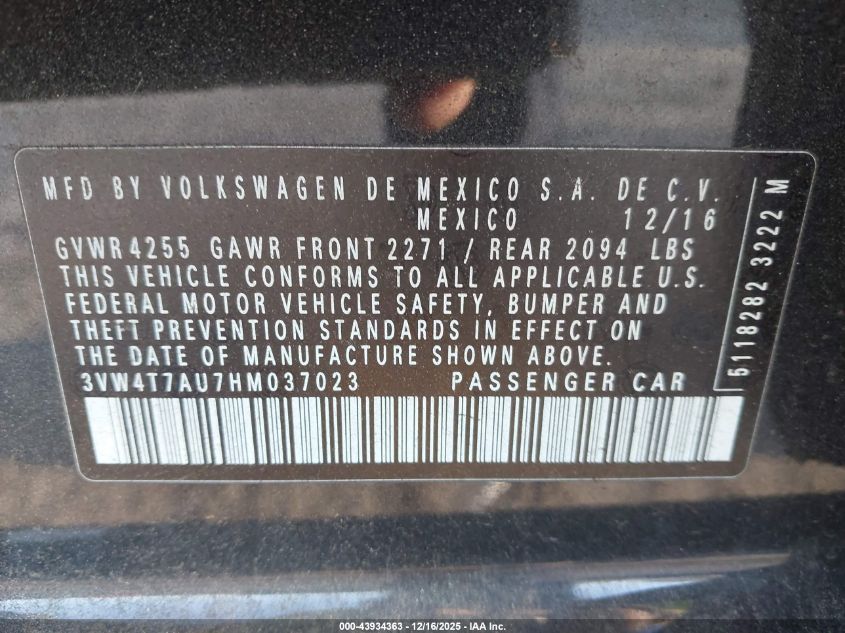 MFD BY VOLKSWAGEN DE MEXICO S.A. DE C.V.
MEXICO 12/16
GVWR4255 GAWR FRONT 2271 / REAR 2094 LBS
THIS VEHICLE CONFORMS TO ALL APPLICABLE U.S.
FEDERAL MOTOR VEHICLE SAFETY, BUMPER AND
THEFT PREVENTION STANDARDS IN EFFECT ON
THE DATE OF MANUFACTURE SHOWN ABOVE.
3VW4T7AU7HM037023 PASSENGER CAR
5118282 3222 M
000-43934363 - 12/16/2025 - IAA Inc.